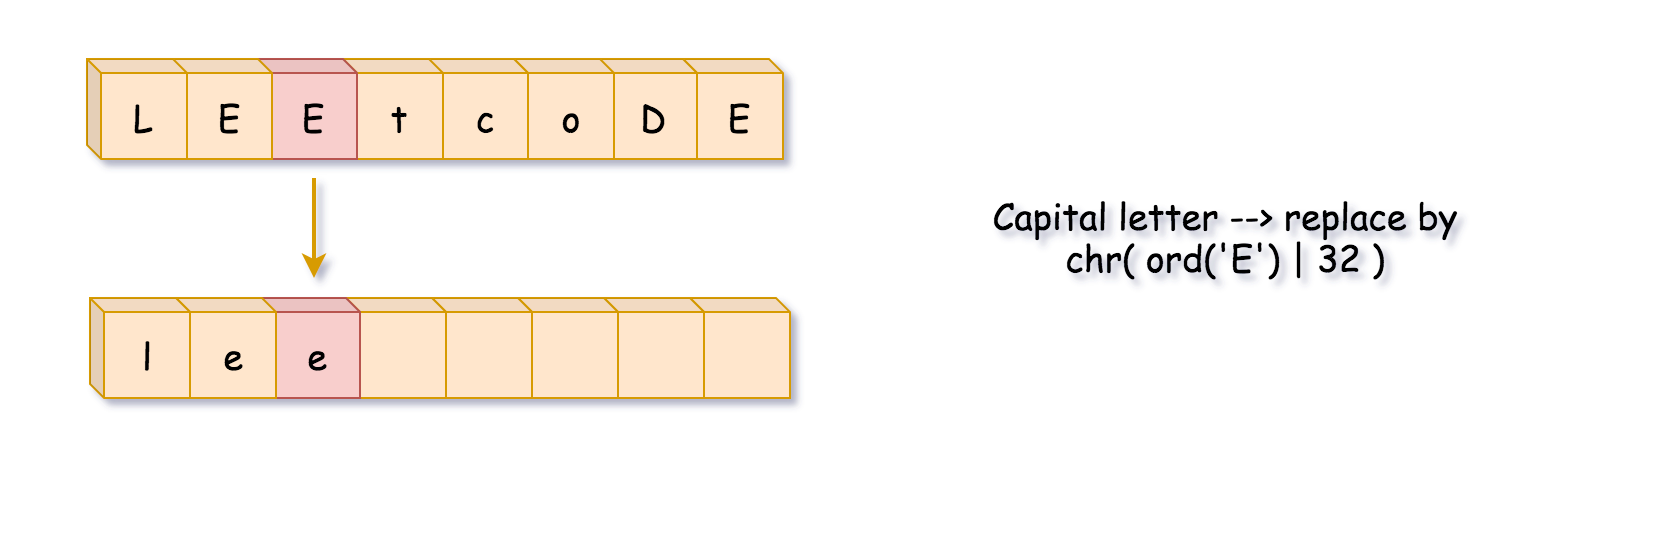 L E E t c o D E
Capital letter --> replace by
chr( ord('E') | 32 )
l e e